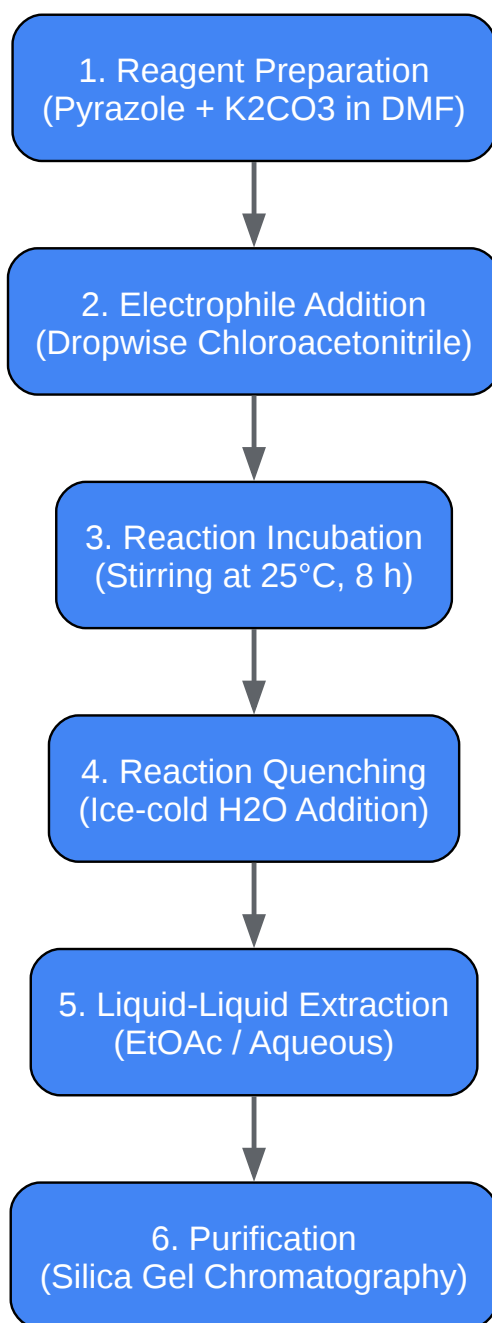 1. Reagent Preparation
(Pyrazole + K2CO3 in DMF)
2. Electrophile Addition
(Dropwise Chloroacetonitrile)
3. Reaction Incubation
(Stirring at 25°C, 8 h)
4. Reaction Quenching
(Ice-cold H2O Addition)
5. Liquid-Liquid Extraction
(EtOAc / Aqueous)
6. Purification
(Silica Gel Chromatography)